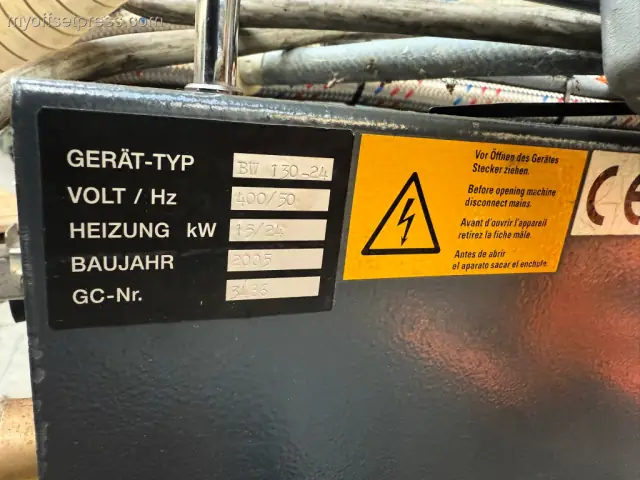 myoffsetpress.com
GERÄT-TYP BW 130-24
VOLT / Hz 400/50
HEIZUNG kW 15/24
BAUJAHR 2005
GC-Nr. 3436
Vor Öffnen des Gerätes
Stecker ziehen.
Before opening machine
disconnect mains.
Avant d'ouvrir l'appareil
retirez la fiche mâle.
Antes de abrir
el aparato sacar el enchufe.
CE